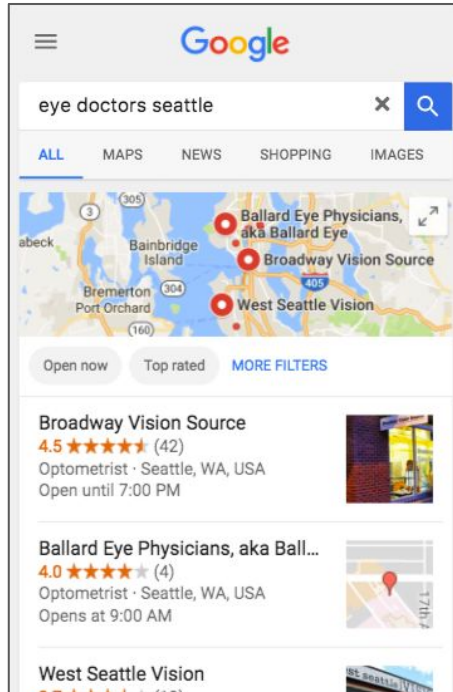 Google
eye doctors seattle
ALL MAPS NEWS SHOPPING IMAGES
305
3
Ballard Eye Physicians,
aka Ballard Eye
abeck
Bainbridge
Island
Broadway Vision Source
405
Bremerton
304
Port Orchard
West Seattle Vision
160
Open now Top rated MORE FILTERS
Broadway Vision Source
4.5 (42)
Optometrist · Seattle, WA, USA
Open until 7:00 PM
Ballard Eye Physicians, aka Ball...
4.0 (4)
Optometrist · Seattle, WA, USA
Opens at 9:00 AM
17th A
West Seattle Vision